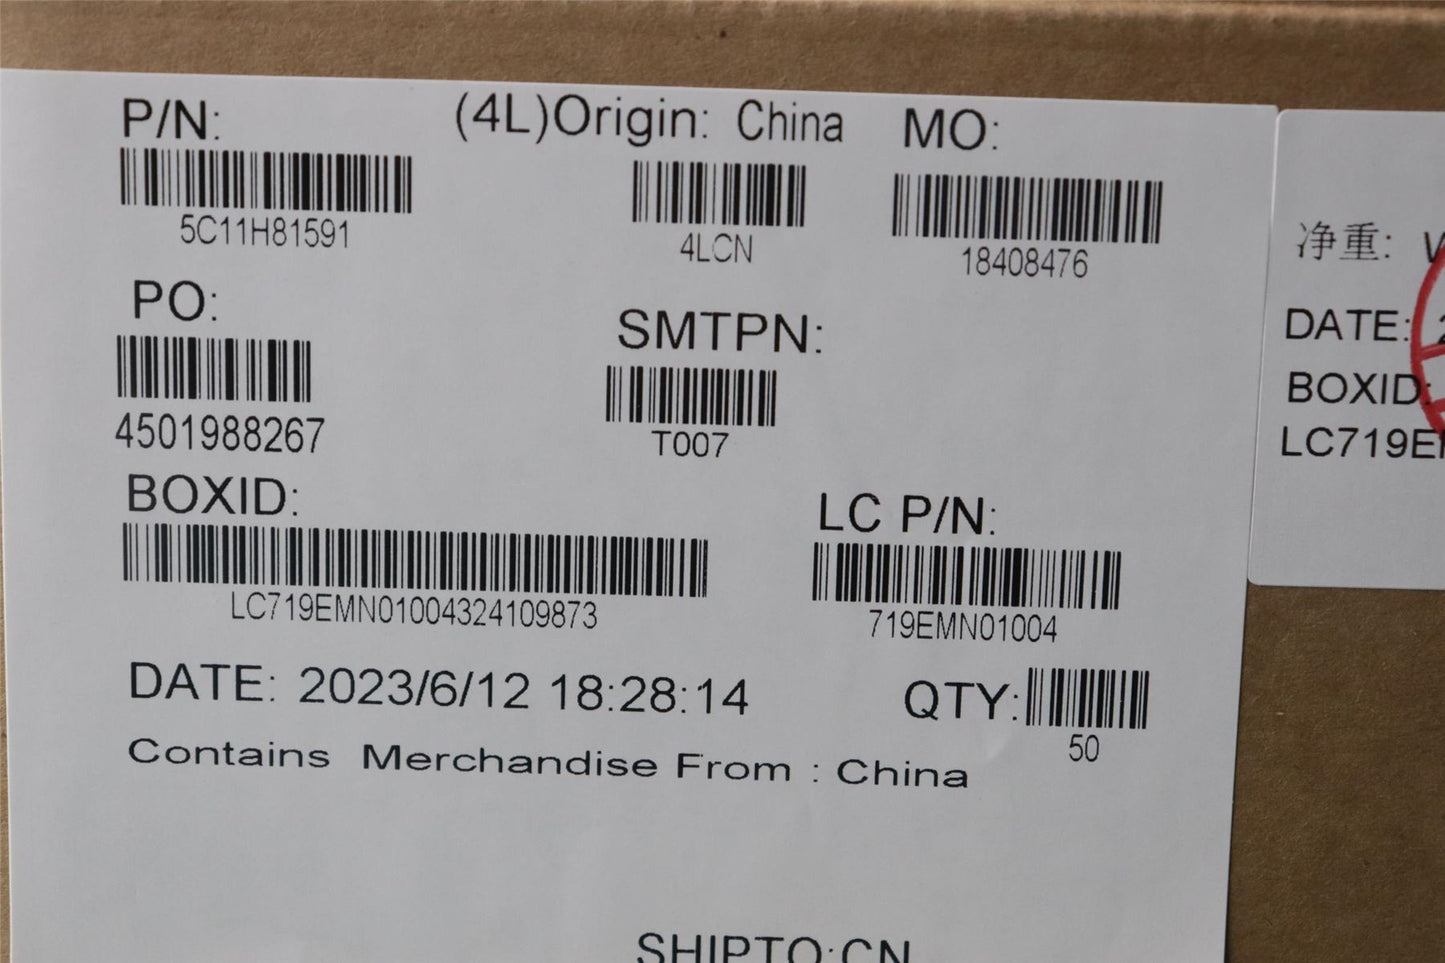 P/N: (4L)Origin: China MO:
5C11H81591 4LCN 18408476
PO: SMTPN:
4501988267 T007
BOXID: LC P/N:
LC719EMN01004324109873 719EMN01004
DATE: 2023/6/12 18:28:14 QTY:
50
Contains Merchandise From : China
SHIPTO:CN
净重:
DATE:
BOXID:
LC719E